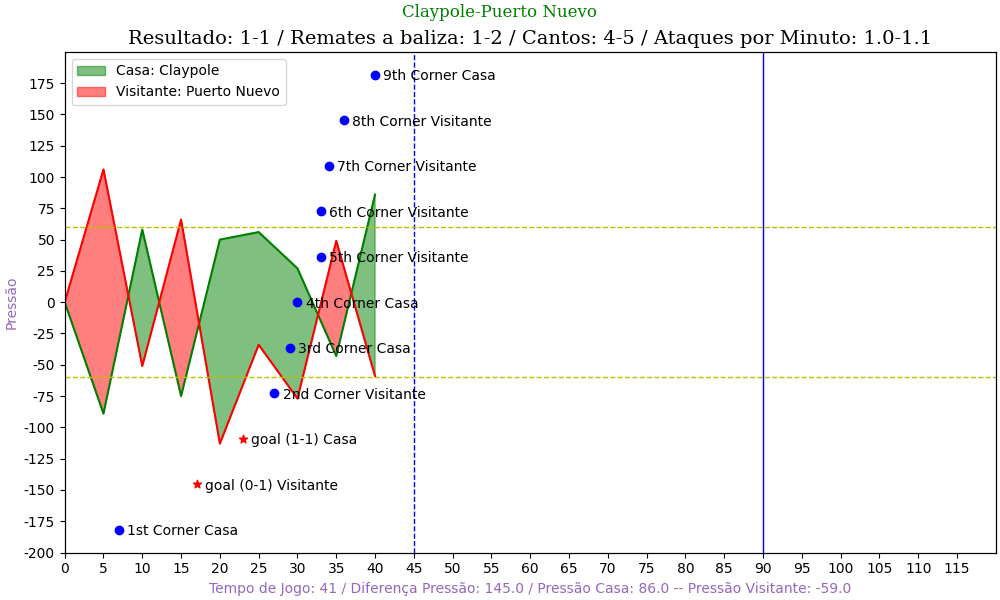 Claypole-Puerto Nuevo
Resultado: 1-1 / Remates a baliza: 1-2 / Cantos: 4-5 / Ataques por Minuto: 1.0-1.1
Casa: Claypole
Visitante: Puerto Nuevo
9th Corner Casa
8th Corner Visitante
7th Corner Visitante
6th Corner Visitante
5th Corner Visitante
4th Corner Casa
3rd Corner Casa
2nd Corner Visitante
goal (1-1) Casa
goal (0-1) Visitante
1st Corner Casa
Pressão
175
150
125
100
75
50
25
0
-25
-50
-75
-100
-125
-150
-175
-200
0 5 10 15 20 25 30 35 40 45 50 55 60 65 70 75 80 85 90 95 100 105 110 115
Tempo de Jogo: 41 / Diferença Pressão: 145.0 / Pressão Casa: 86.0 -- Pressão Visitante: -59.0